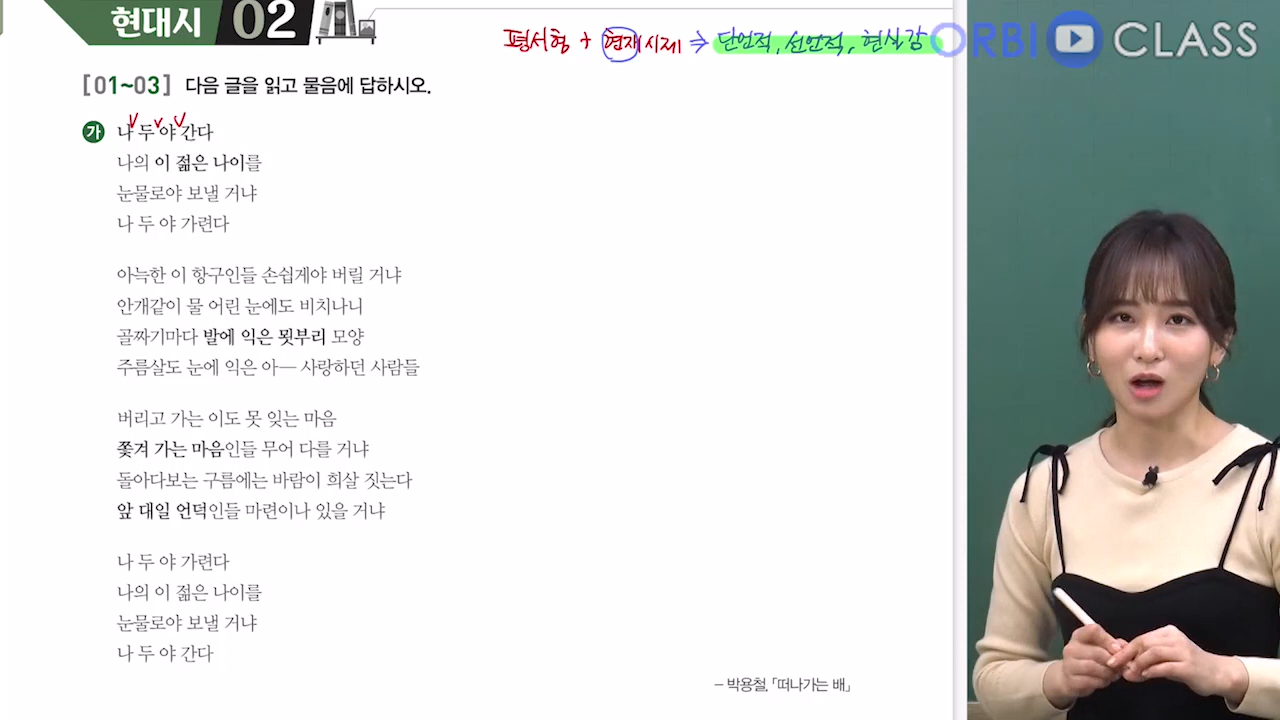 현대시 02
평서형 + 현재시제 ⇒ 단언적, 선언적, 현실감
ORBI CLASS
[01~03] 다음 글을 읽고 물음에 답하시오.
가 나 두 야 간다
나의 이 젊은 나이를
눈물로야 보낼 거냐
나 두 야 가련다
아늑한 이 항구인들 손쉽게야 버릴 거냐
안개같이 물 어린 눈에도 비치나니
골짜기마다 발에 익은 묏부리 모양
주름살도 눈에 익은 아— 사랑하던 사람들
버리고 가는 이도 못 잊는 마음
쫓겨 가는 마음인들 무어 다를 거냐
돌아다보는 구름에는 바람이 희살 짓는다
앞 대일 언덕인들 마련이나 있을 거냐
나 두 야 가련다
나의 이 젊은 나이를
눈물로야 보낼 거냐
나 두 야 간다
– 박용철, 「떠나가는 배」